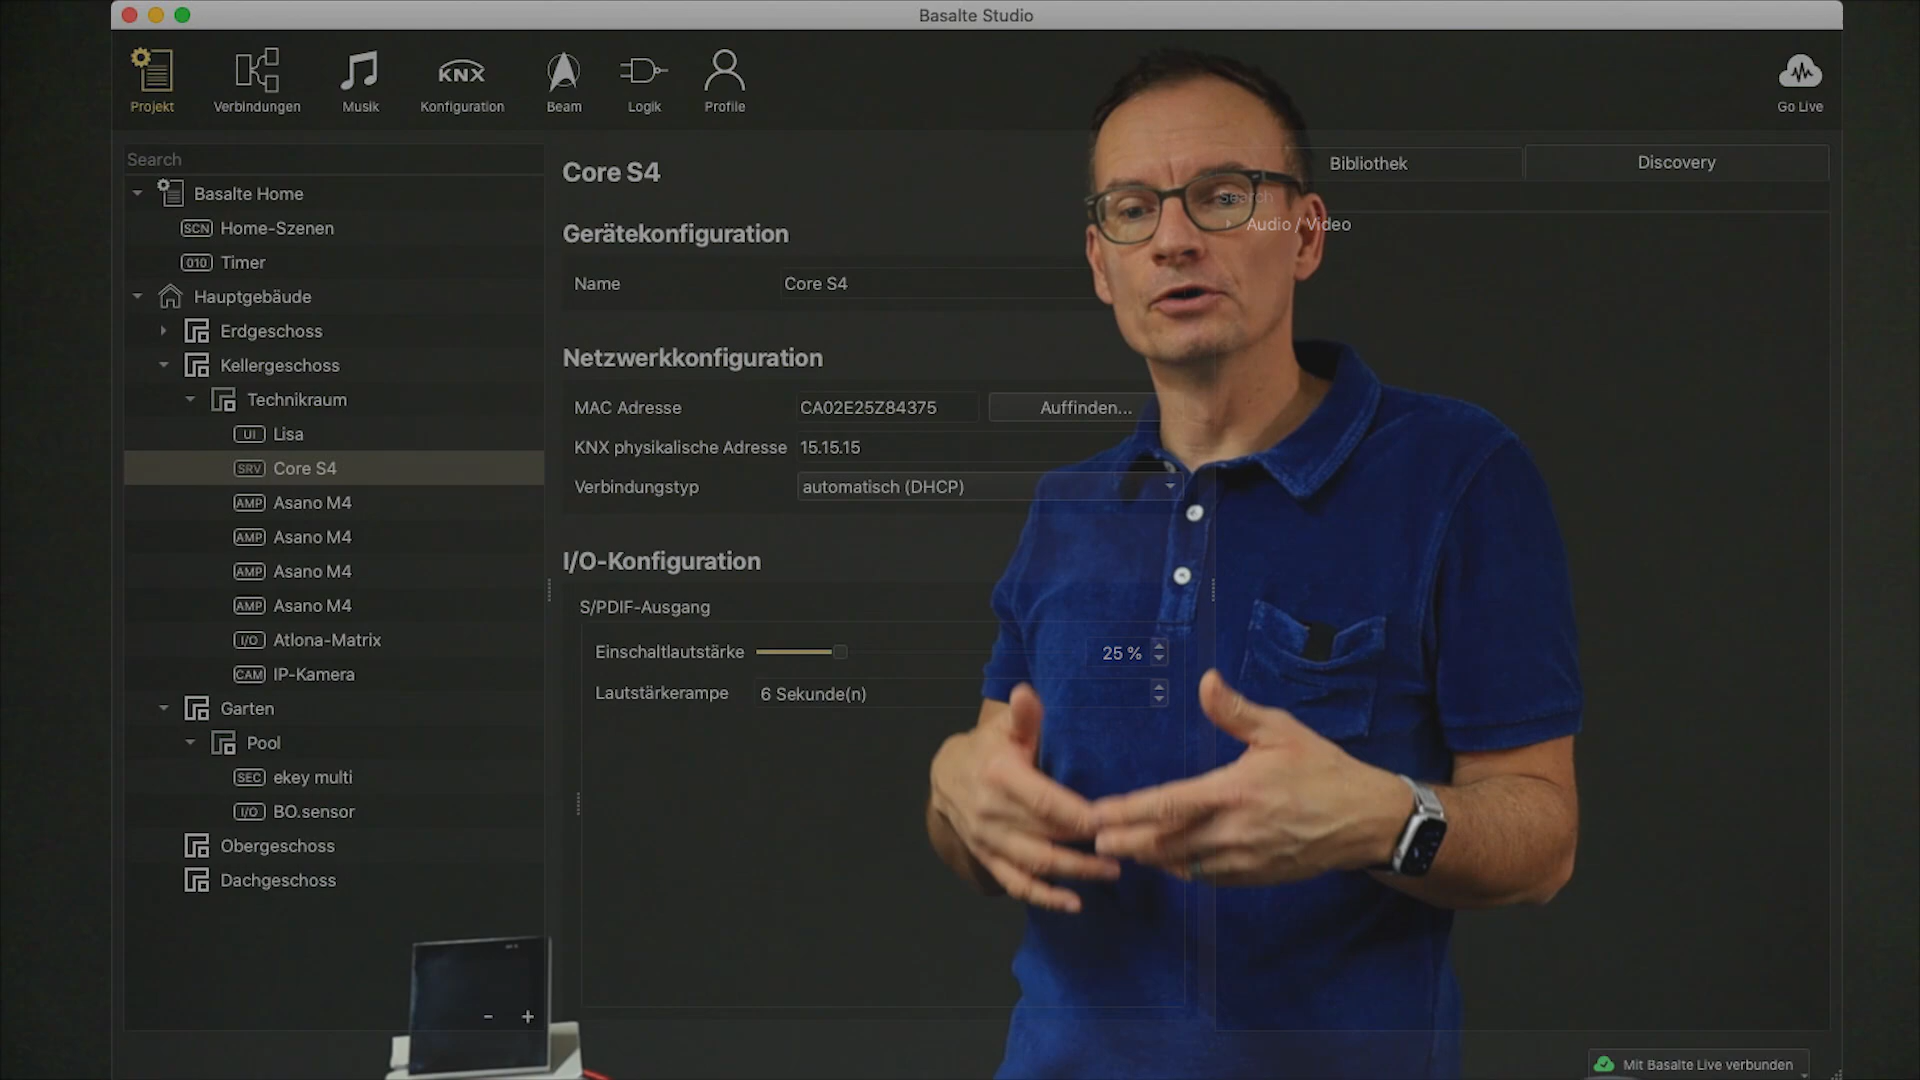 Basalte Studio
Projekt
Verbindungen
Musik
KNX
Konfiguration
Beam
Logik
Profile
Go Live
Search
Basalte Home
SCN Home-Szenen
010 Timer
Hauptgebäude
Erdgeschoss
Kellergeschoss
Technikraum
UI Lisa
SRV Core S4
AMP Asano M4
AMP Asano M4
AMP Asano M4
AMP Asano M4
I/O Atlona-Matrix
CAM IP-Kamera
Garten
Pool
SEC ekey multi
I/O BO.sensor
Obergeschoss
Dachgeschoss
- +
Core S4
Gerätekonfiguration
Name Core S4
Netzwerkkonfiguration
MAC Adresse CA02E25Z84375 Auffinden...
KNX physikalische Adresse 15.15.15
Verbindungstyp automatisch (DHCP)
I/O-Konfiguration
S/PDIF-Ausgang
Einschaltlautstärke 25 %
Lautstärkerampe 6 Sekunde(n)
Bibliothek
Discovery
Search
Audio / Video
Mit Basalte Live verbunden